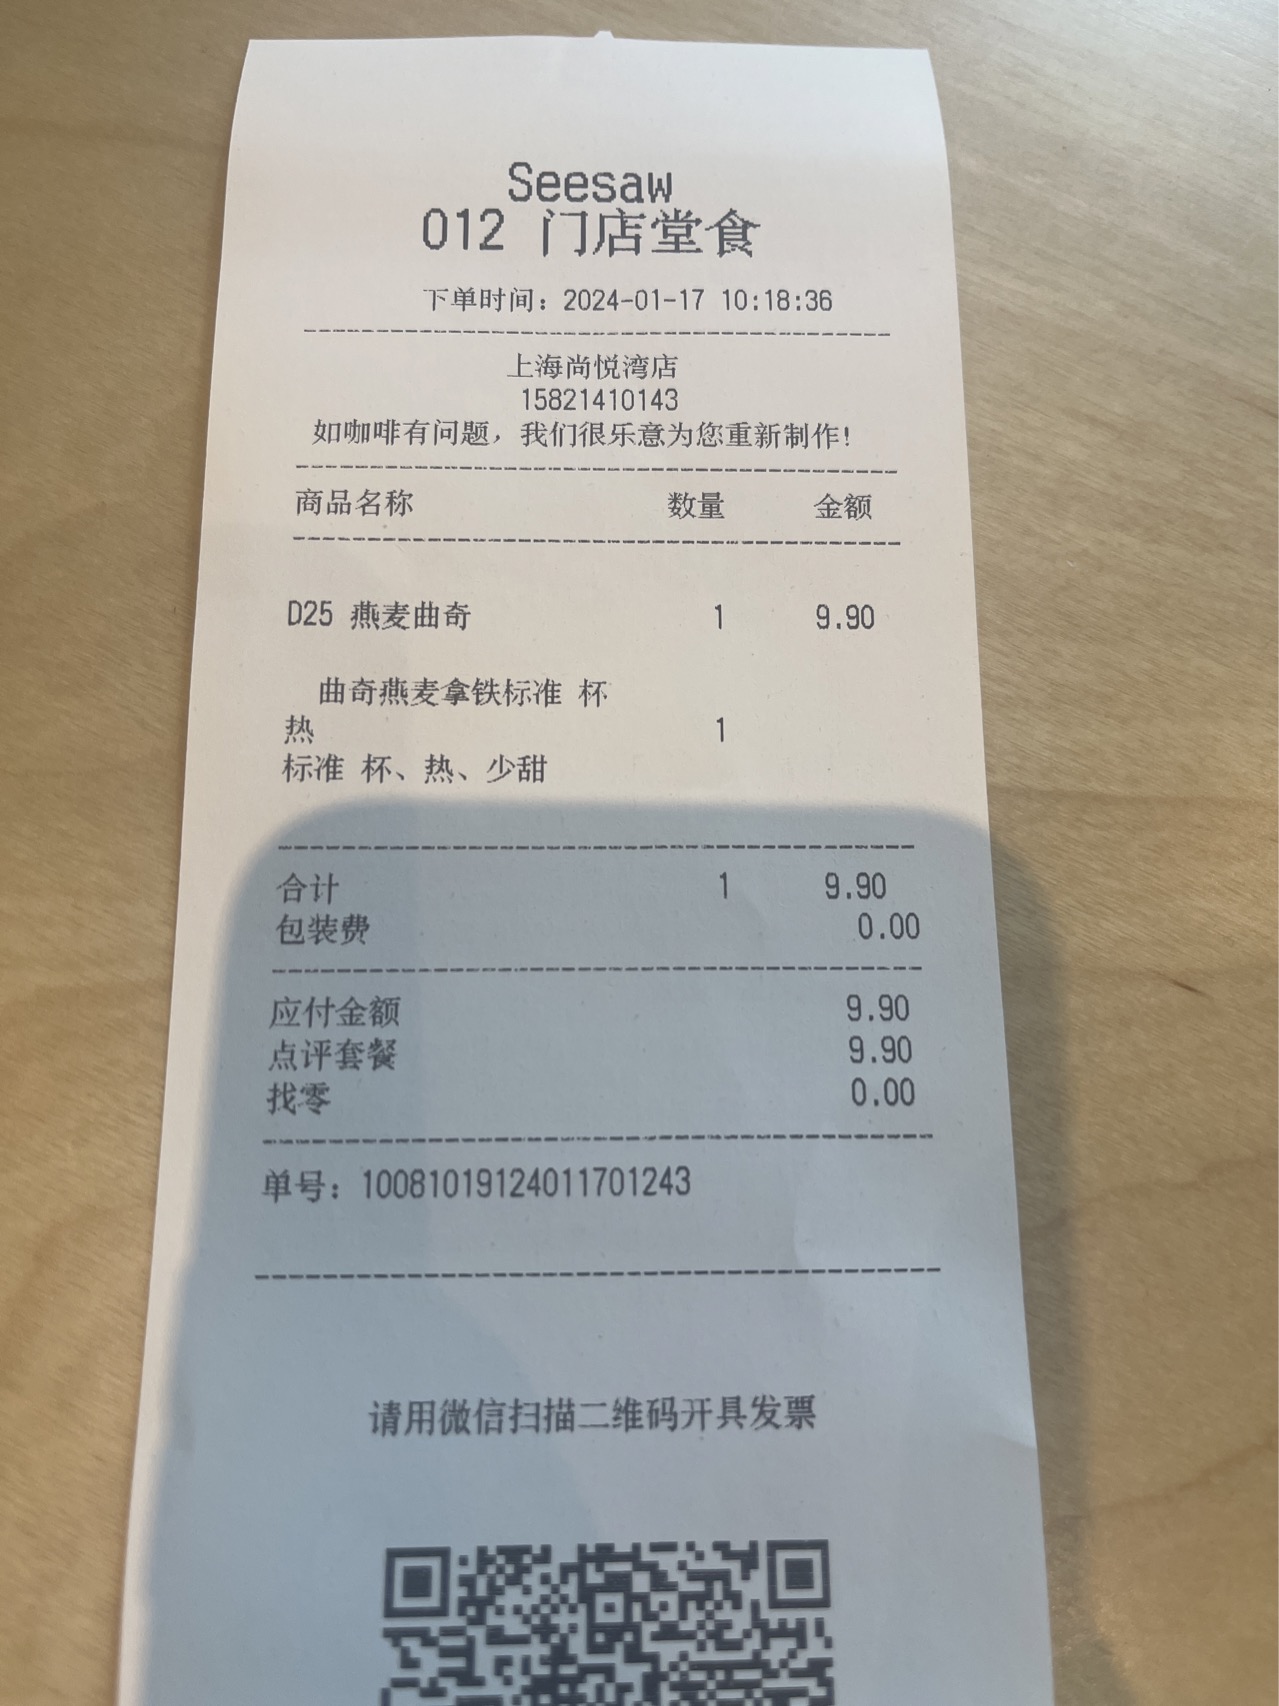 Seesaw
012 门店堂食
下单时间：2024-01-17 10:18:36
上海尚悦湾店
15821410143
如咖啡有问题，我们很乐意为您重新制作！
商品名称 数量 金额
D25 燕麦曲奇 1 9.90
曲奇燕麦拿铁标准 杯
热 1
标准 杯、热、少甜
合计 1 9.90
包装费 0.00
应付金额 9.90
点评套餐 9.90
找零 0.00
单号：10081019124011701243
请用微信扫描二维码开具发票